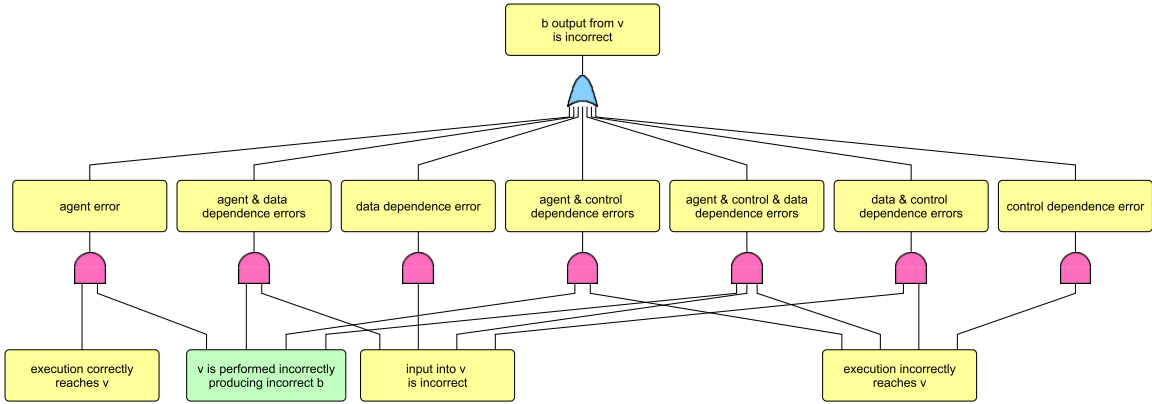 b output from v
is incorrect
agent error
agent & data
dependence errors
data dependence error
agent & control
dependence errors
agent & control & data
dependence errors
data & control
dependence errors
control dependence error
execution correctly
reaches v
v is performed incorrectly
producing incorrect b
input into v
is incorrect
execution incorrectly
reaches v